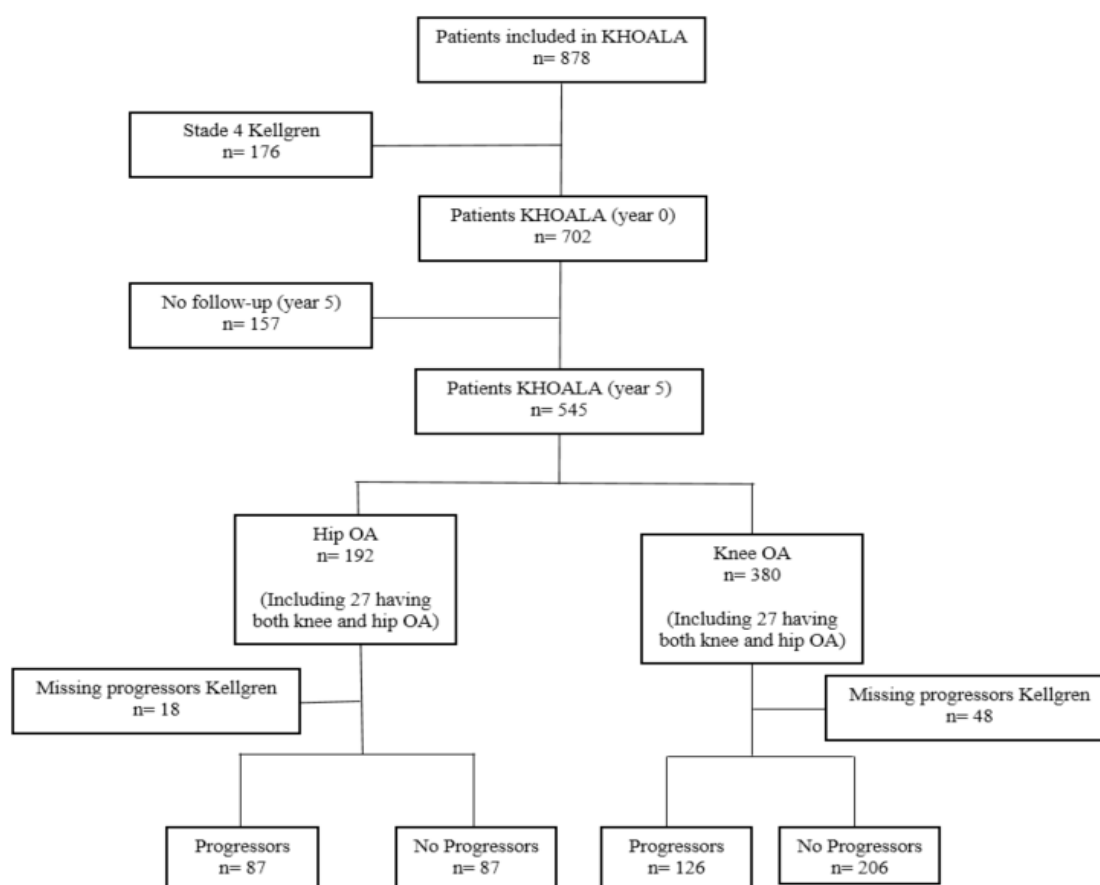 Patients included in KHOALA
n= 878
Stade 4 Kellgren
n= 176
Patients KHOALA (year 0)
n= 702
No follow-up (year 5)
n= 157
Patients KHOALA (year 5)
n= 545
Hip OA
n= 192
(Including 27 having
both knee and hip OA)
Knee OA
n= 380
(Including 27 having
both knee and hip OA)
Missing progressors Kellgren
n= 18
Missing progressors Kellgren
n= 48
Progressors
n= 87
No Progressors
n= 87
Progressors
n= 126
No Progressors
n= 206